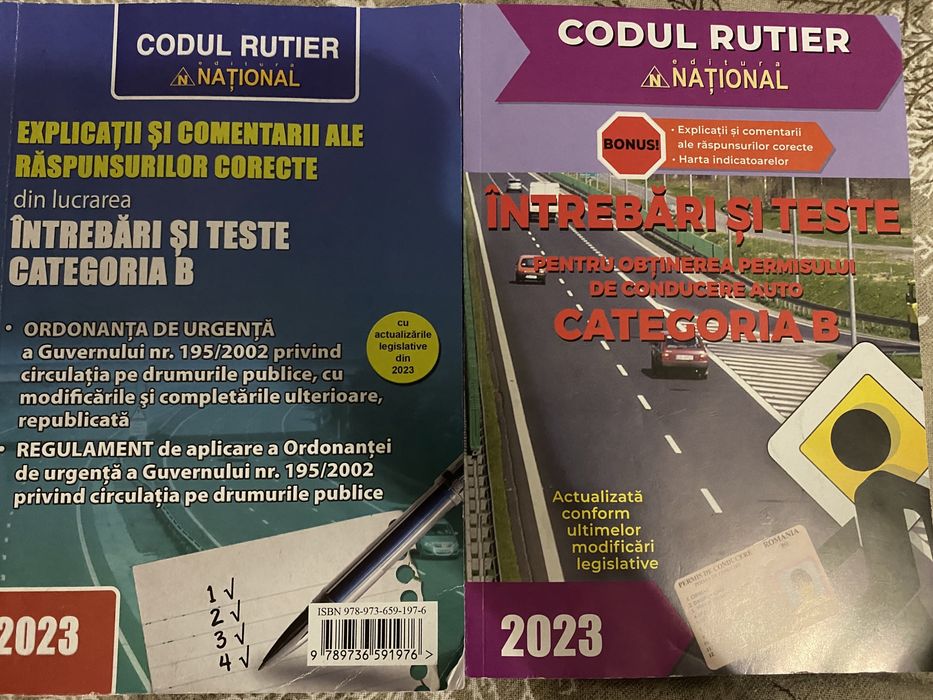 CODUL RUTIER
editura
NAȚIONAL
EXPLICAȚII ȘI COMENTARII ALE
RĂSPUNSURILOR CORECTE
din lucrarea
ÎNTREBĂRI ȘI TESTE
CATEGORIA B
• ORDONANȚA DE URGENȚĂ
a Guvernului nr. 195/2002 privind
circulația pe drumurile publice, cu
modificările și completările ulterioare,
republicată
cu
actualizările
legislative
din
2023
• REGULAMENT de aplicare a Ordonanței
de urgență a Guvernului nr. 195/2002
privind circulația pe drumurile publice
1 √
2 √
3 √
4 √
ISBN 978-973-659-197-6
9 789736 591976 >
2023
CODUL RUTIER
editura
N NAȚIONAL
BONUS!
• Explicații și comentarii
ale răspunsurilor corecte
• Harta indicatoarelor
ÎNTREBĂRI ȘI TESTE
PENTRU OBȚINEREA PERMISULUI
DE CONDUCERE AUTO
CATEGORIA B
Actualizată
conform
ultimelor
modificări
legislative
PERMIS DE CONDUCERE
ROMANIA
2023